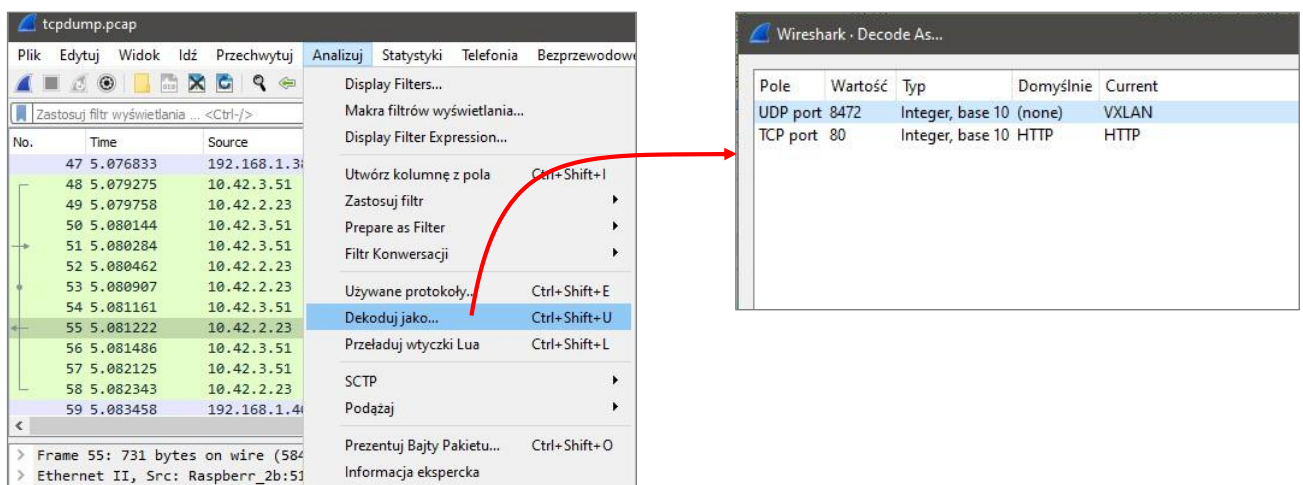 tcpdump.pcap
Plik Edytuj Widok Idź Przechwytuj Analizuj Statystyki Telefonia Bezprzewodowe
Zastosuj filtr wyświetlania ... <Ctrl-/>
No. Time Source
47 5.076833 192.168.1.38
48 5.079275 10.42.3.51
49 5.079758 10.42.2.23
50 5.080144 10.42.3.51
51 5.080284 10.42.3.51
52 5.080462 10.42.2.23
53 5.080907 10.42.2.23
54 5.081161 10.42.3.51
55 5.081222 10.42.2.23
56 5.081486 10.42.3.51
57 5.082125 10.42.3.51
58 5.082343 10.42.2.23
59 5.083458 192.168.1.40
Frame 55: 731 bytes on wire (584
Ethernet II, Src: Raspberr_2b:51
Display Filters...
Makra filtrów wyświetlania...
Display Filter Expression...
Utwórz kolumnę z pola Ctrl+Shift+I
Zastosuj filtr
Prepare as Filter
Filtr Konwersacji
Używane protokoły... Ctrl+Shift+E
Dekoduj jako... Ctrl+Shift+U
Przeładuj wtyczki Lua Ctrl+Shift+L
SCTP
Podążaj
Prezentuj Bajty Pakietu... Ctrl+Shift+O
Informacja ekspercka
Wireshark · Decode As...
Pole Wartość Typ Domyślnie Current
UDP port 8472 Integer, base 10 (none) VXLAN
TCP port 80 Integer, base 10 HTTP HTTP